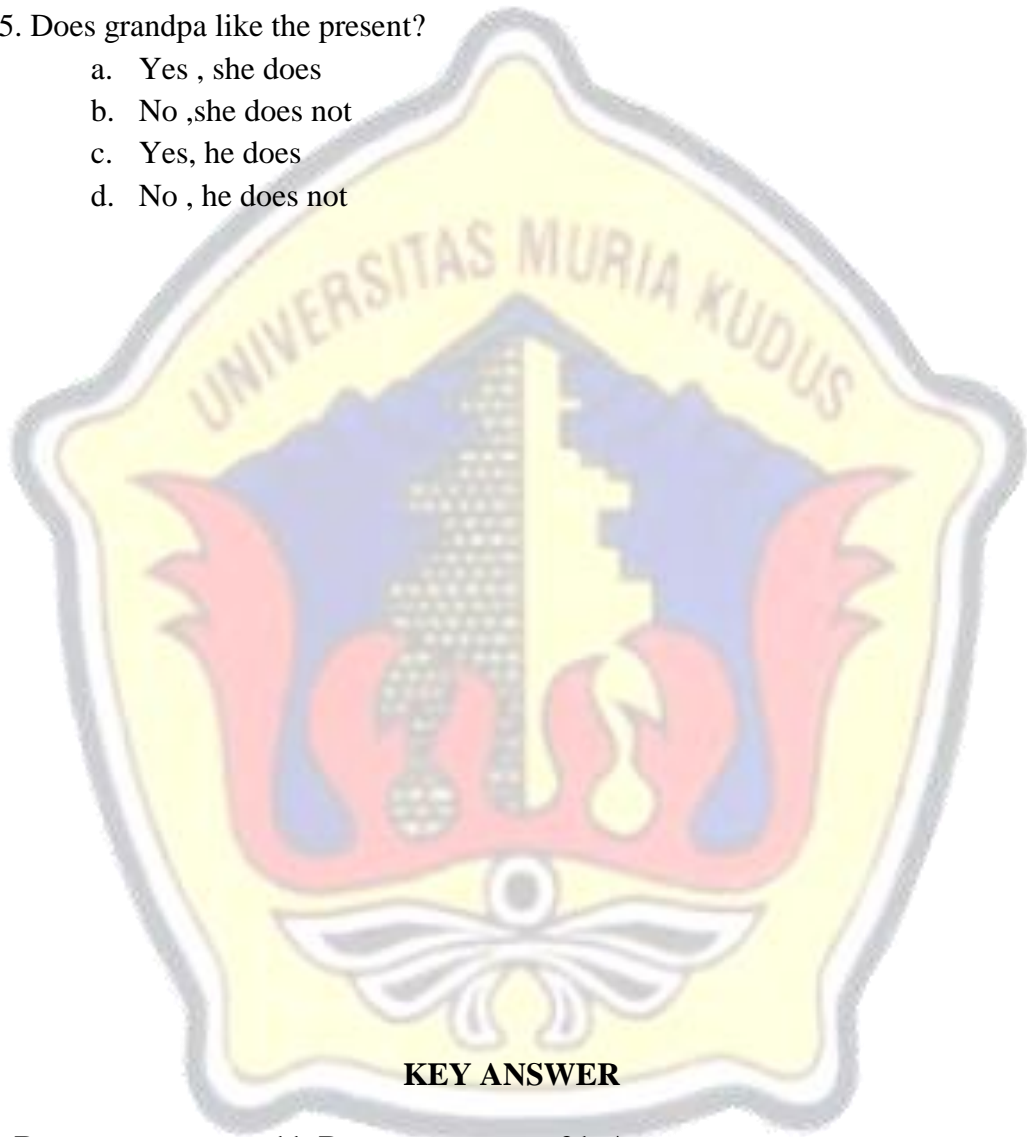 5. Does grandpa like the present?
a. Yes , she does
b. No ,she does not
c. Yes, he does
d. No , he does not
UNIVERSITAS MURIA KUDUS
KEY ANSWER